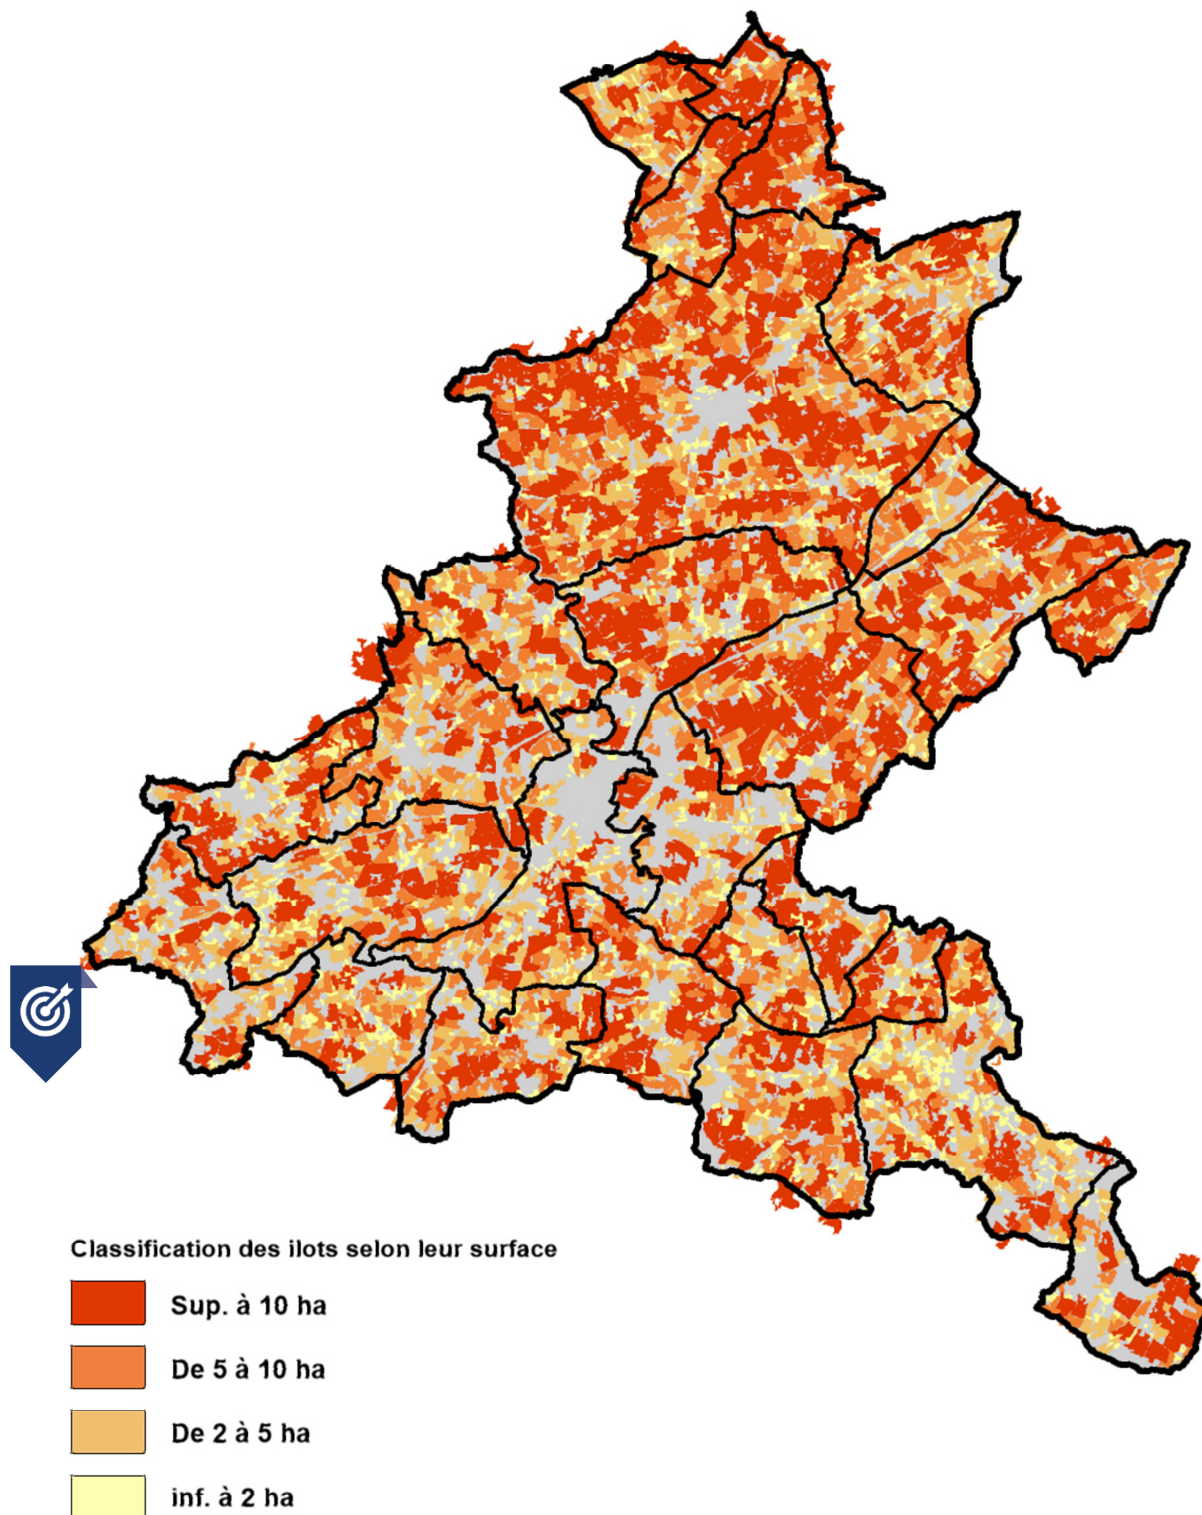 Classification des ilots selon leur surface
Sup. à 10 ha
De 5 à 10 ha
De 2 à 5 ha
inf. à 2 ha